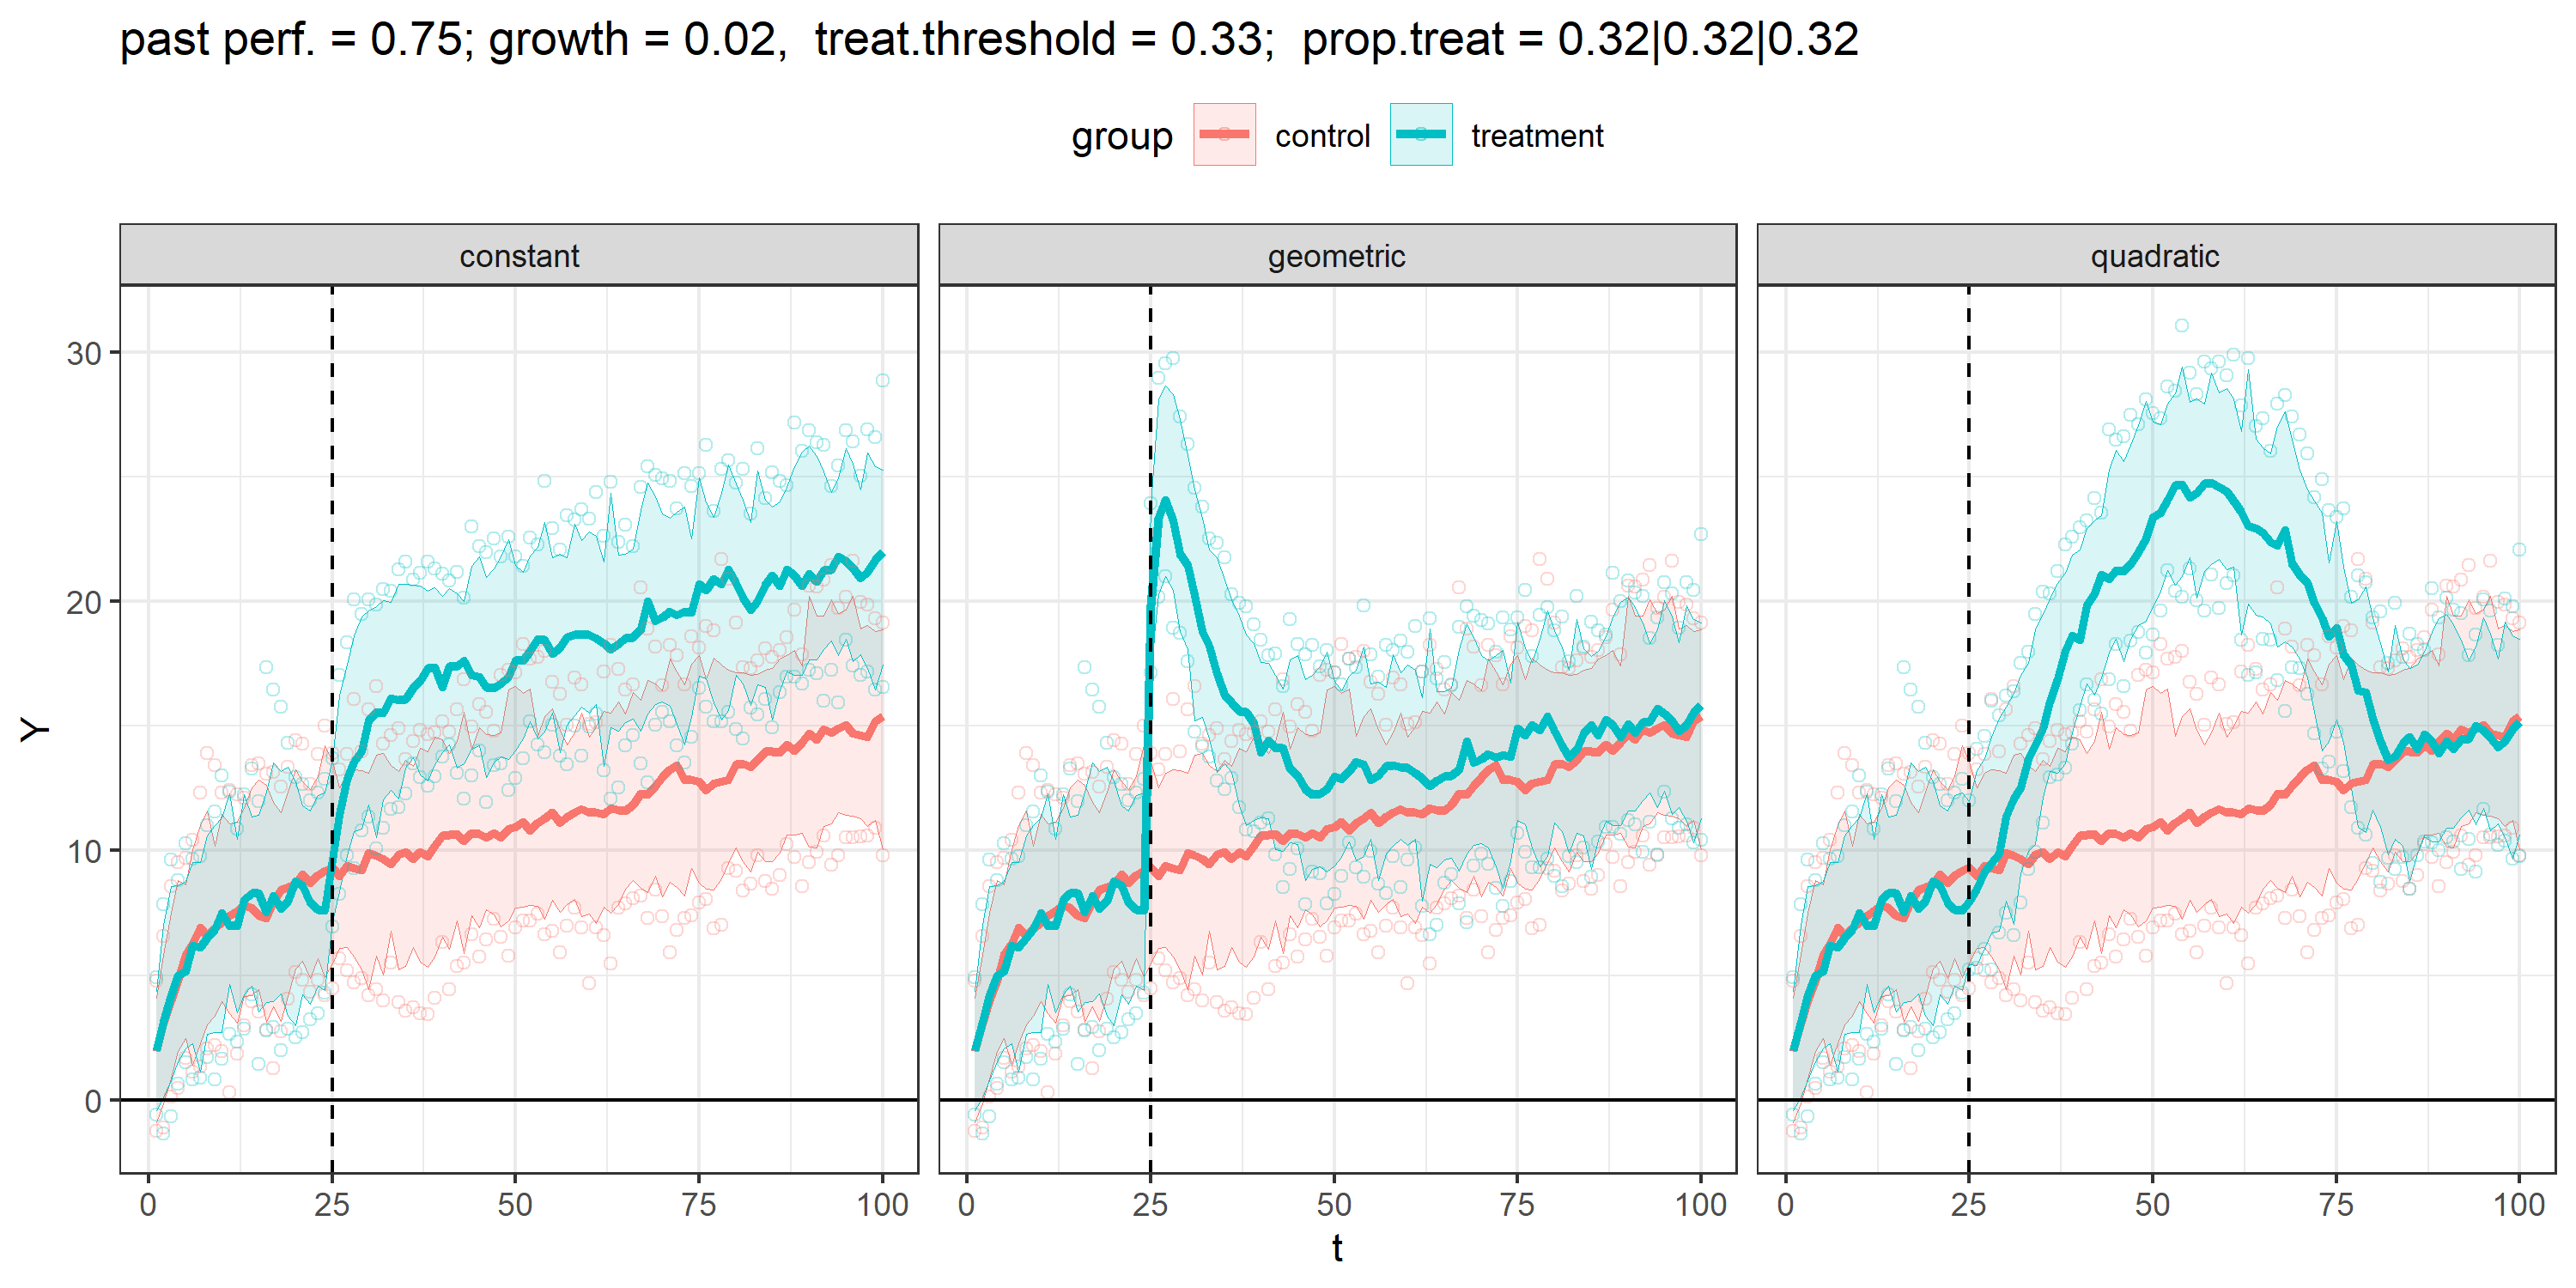 past perf. = 0.75; growth = 0.02,  treat.threshold = 0.33;  prop.treat = 0.32|0.32|0.32
group control treatment
constant geometric quadratic
Y
30
20
10
0
0 25 50 75 100 0 25 50 75 100 0 25 50 75 100
t